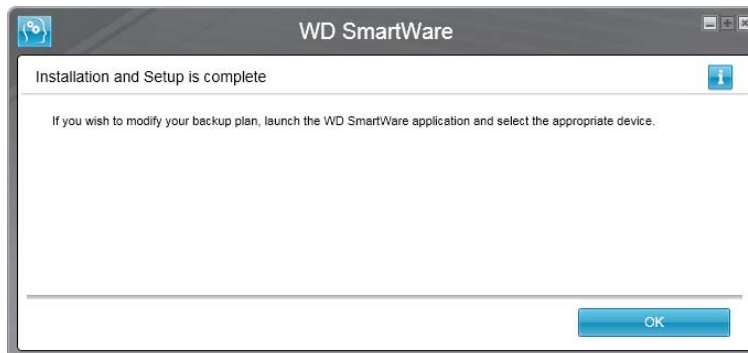 WD SmartWare
Installation and Setup is complete
If you wish to modify your backup plan, launch the WD SmartWare application and select the appropriate device.
OK